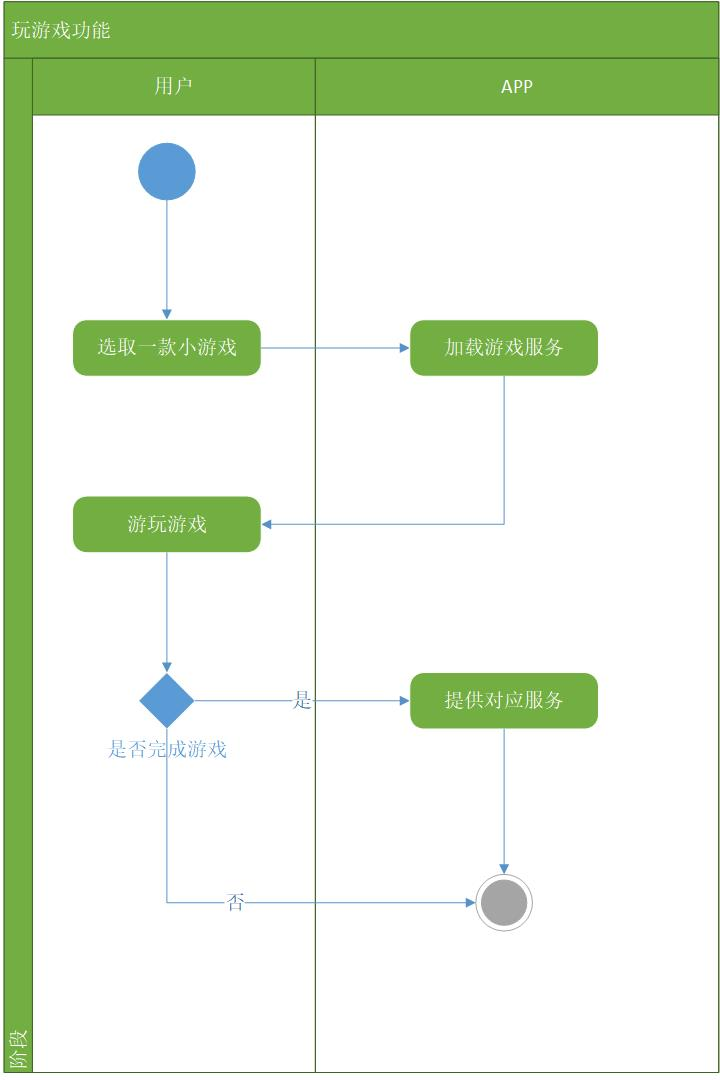 玩游戏功能
用户
APP
选取一款小游戏
加载游戏服务
游玩游戏
是
提供对应服务
是否完成游戏
否
阶段